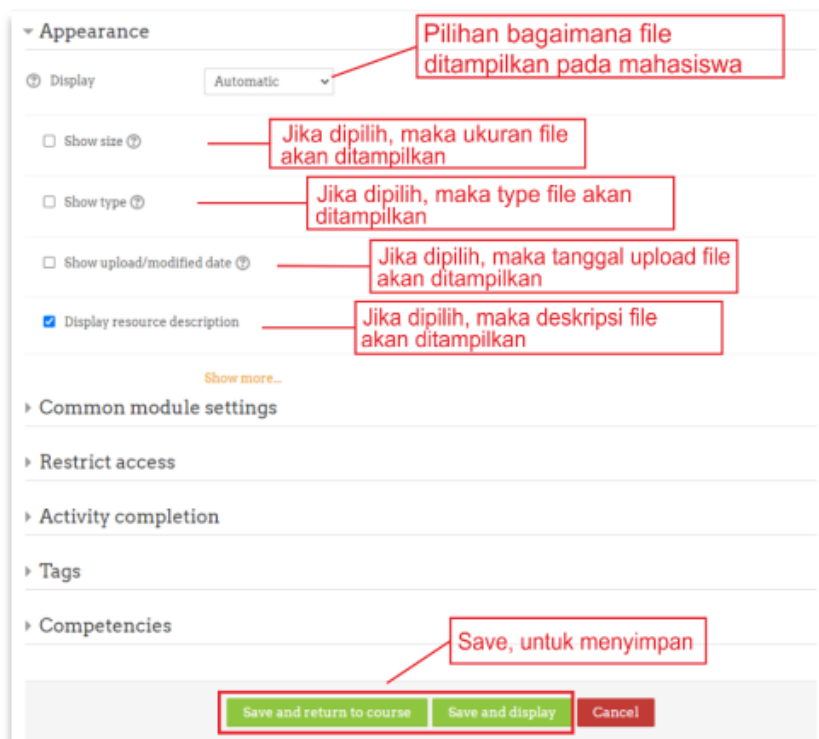 Appearance
Pilihan bagaimana file
ditampilkan pada mahasiswa
Display
Automatic
Show size
Jika dipilih, maka ukuran file
akan ditampilkan
Show type
Jika dipilih, maka type file akan
ditampilkan
Show upload/modified date
Jika dipilih, maka tanggal upload file
akan ditampilkan
Display resource description
Jika dipilih, maka deskripsi file
akan ditampilkan
Show more...
Common module settings
Restrict access
Activity completion
Tags
Competencies
Save, untuk menyimpan
Save and return to course
Save and display
Cancel